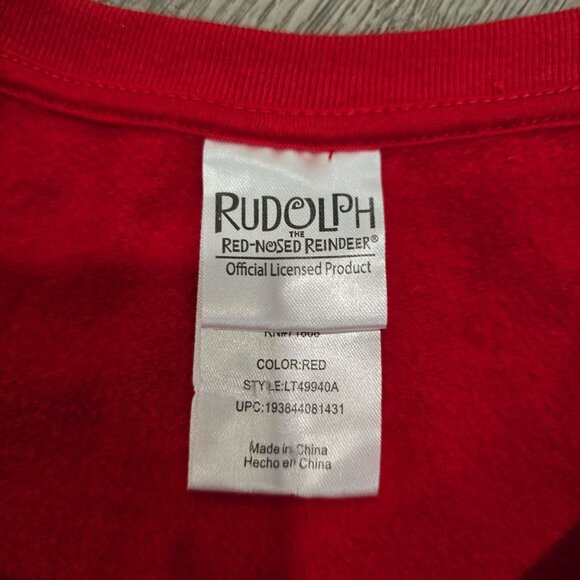 RUDOLPH
THE
RED-NOSED REINDEER®
Official Licensed Product
COLOR:RED
STYLE:LT49940A
UPC:193844081431
Made in China
Hecho en China